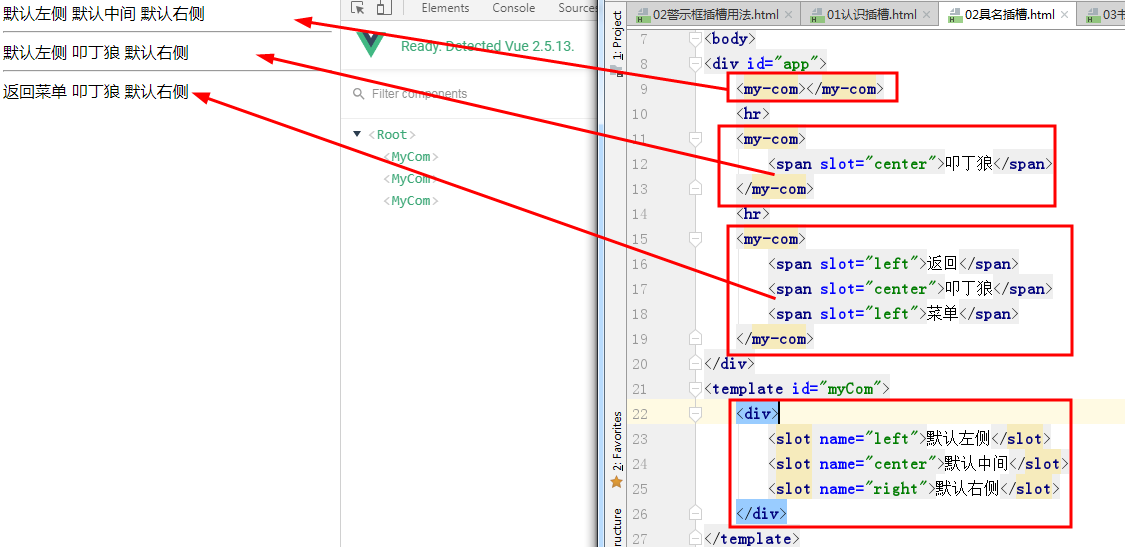 默认左侧 默认中间 默认右侧
默认左侧 叩丁狼 默认右侧
返回菜单 叩丁狼 默认右侧
Elements Console Sources
Ready. Detected Vue 2.5.13.
Filter components
<Root>
<MyCom>
<MyCom>
<MyCom>
1: Project
2: Favorites
ructure
02警示框插槽用法.html × 01认识插槽.html × 02具名插槽.html × 03
7 <body>
8 <div id="app">
9 <my-com></my-com>
10 <hr>
11 <my-com>
12 <span slot="center">叩丁狼</span>
13 </my-com>
14 <hr>
15 <my-com>
16 <span slot="left">返回</span>
17 <span slot="center">叩丁狼</span>
18 <span slot="left">菜单</span>
19 </my-com>
20 </div>
21 <template id="myCom">
22 <div>
23 <slot name="left">默认左侧</slot>
24 <slot name="center">默认中间</slot>
25 <slot name="right">默认右侧</slot>
26 </div>
27 </template>